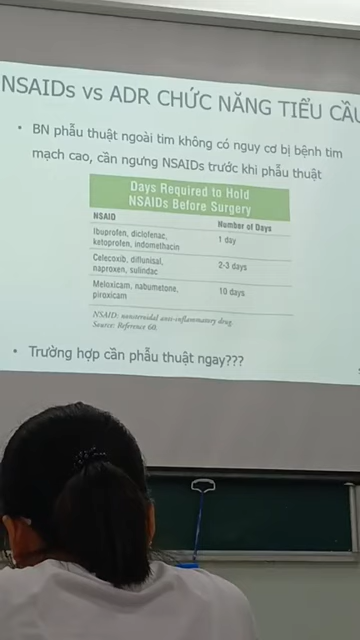 NSAIDs vs ADR CHỨC NĂNG TIỂU CẦU
• BN phẫu thuật ngoài tim không có nguy cơ bị bệnh tim
mạch cao, cần ngưng NSAIDs trước khi phẫu thuật
Days Required to Hold
NSAIDs Before Surgery
NSAID Number of Days
Ibuprofen, diclofenac,
ketoprofen, indomethacin 1 day
Celecoxib, diflunisal,
naproxen, sulindac 2-3 days
Meloxicam, nabumetone,
piroxicam 10 days
NSAID: nonsteroidal anti-inflammatory drug.
Source: Reference 60.
• Trường hợp cần phẫu thuật ngay???